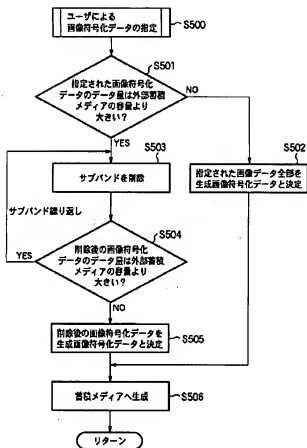 ユーザによる
画像符号化データの指定
S500
指定された画像符号化
データのデータ量は外部蓄積
メディアの容量より
大きい?
S501
NO
YES
S503
サブバンドを削除
指定された画像データ全部を
生成画像符号化データと決定
S502
サブバンド繰り返し
削除後の画像符号化
データのデータ量は外部蓄積
メディアの容量より
大きい?
S504
YES
NO
削除後の画像符号化データを
生成画像符号化データと決定
S505
蓄積メディアへ生成
S506
リターン